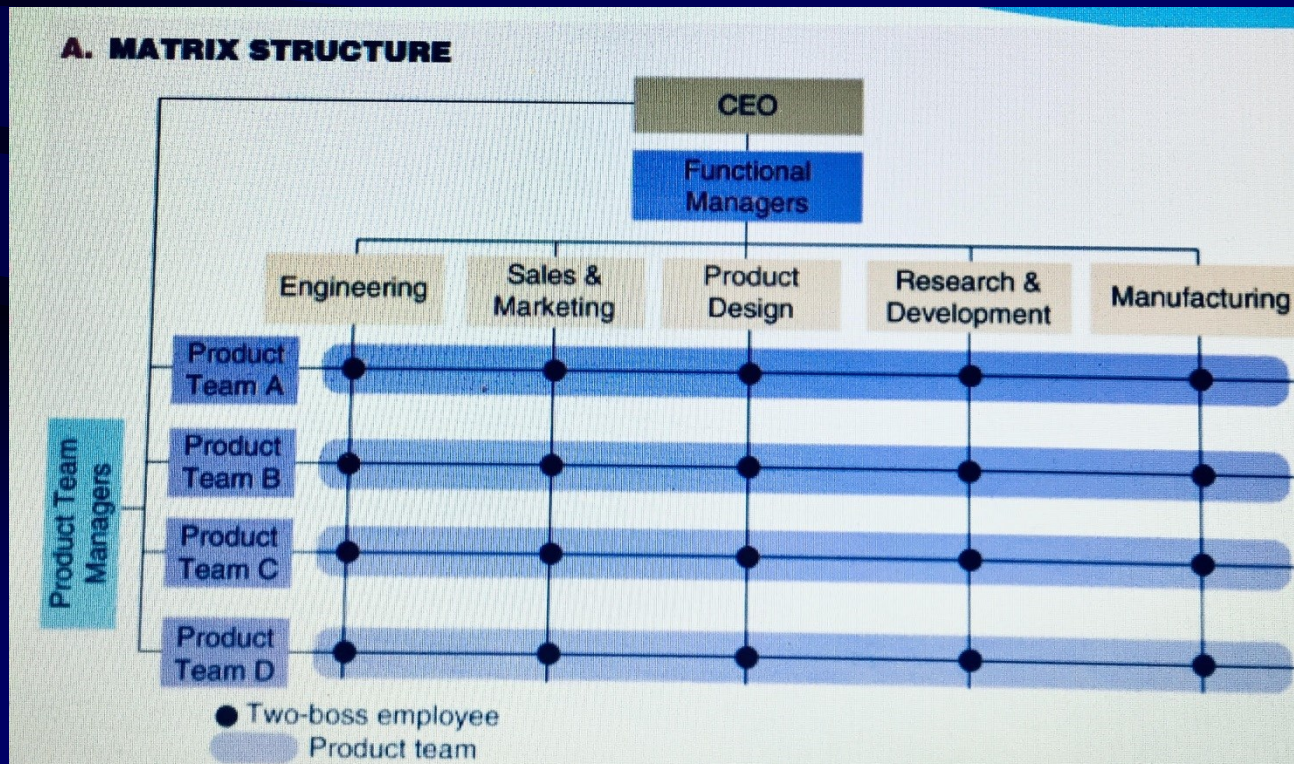 A. MATRIX STRUCTURE
CEO
Functional
Managers
Engineering
Sales &
Marketing
Product
Design
Research &
Development
Manufacturing
Product Team
Managers
Product
Team A
Product
Team B
Product
Team C
Product
Team D
Two-boss employee
Product team